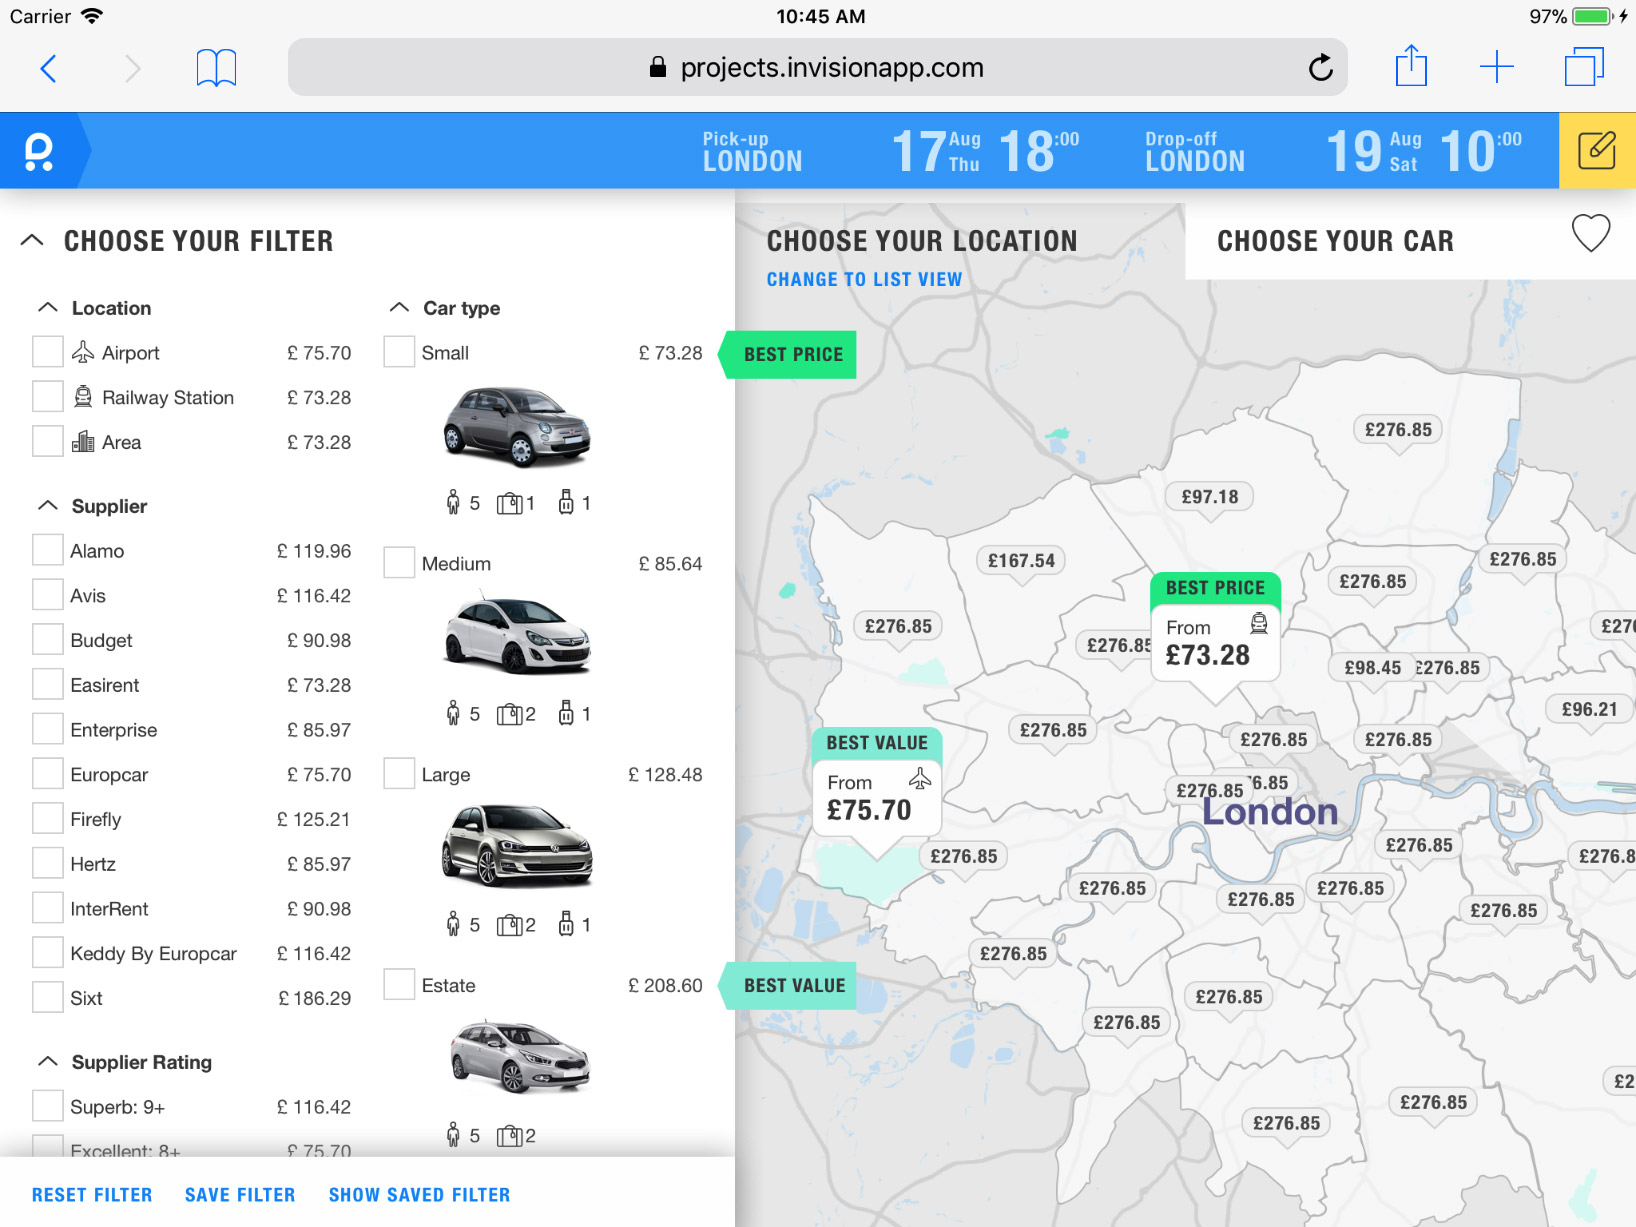 Carrier
10:45 AM
97%
projects.invisionapp.com
Pick-up
LONDON
17 Aug Thu
18:00
Drop-off
LONDON
19 Aug Sat
10:00
CHOOSE YOUR FILTER
Location
Airport £ 75.70
Railway Station £ 73.28
Area £ 73.28
Supplier
Alamo £ 119.96
Avis £ 116.42
Budget £ 90.98
Easirent £ 73.28
Enterprise £ 85.97
Europcar £ 75.70
Firefly £ 125.21
Hertz £ 85.97
InterRent £ 90.98
Keddy By Europcar £ 116.42
Sixt £ 186.29
Supplier Rating
Superb: 9+ £ 116.42
Excellent: 8+ £ 75.70
Car type
Small £ 73.28
BEST PRICE
5 1 1
Medium £ 85.64
5 2 1
Large £ 128.48
5 2 1
Estate £ 208.60
BEST VALUE
5 2
RESET FILTER
SAVE FILTER
SHOW SAVED FILTER
CHOOSE YOUR LOCATION
CHANGE TO LIST VIEW
CHOOSE YOUR CAR
£276.85
£97.18
£167.54
£276.85
£276.85
BEST PRICE
From
£73.28
£276.85
£276.85
£98.45
£276.85
£96.21
£276.85
£276.85
£276.85
BEST VALUE
From
£75.70
£276.85
London
£276.85
£276.85
£276.85
£276.85
£276.85
£276.85
£276.85
£276.85
£276.85
£276.85
£276.85